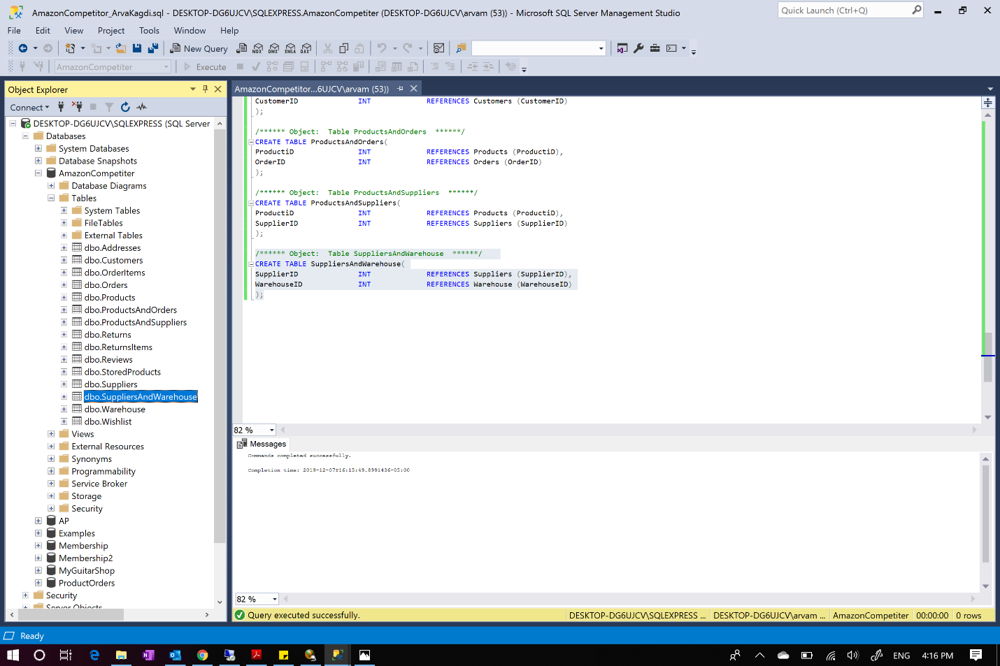 AmazonCompetitor_ArvaKagdi.sql - DESKTOP-DG6UJCV\SQLEXPRESS.AmazonCompetiter (DESKTOP-DG6UJCV\arvam (53)) - Microsoft SQL Server Management Studio
Quick Launch (Ctrl+Q)
File Edit View Project Tools Window Help
New Query MDX DMX XMLA DAX
AmazonCompetiter Execute
Object Explorer
Connect
DESKTOP-DG6UJCV\SQLEXPRESS (SQL Server
Databases
System Databases
Database Snapshots
AmazonCompetiter
Database Diagrams
Tables
System Tables
FileTables
External Tables
dbo.Addresses
dbo.Customers
dbo.OrderItems
dbo.Orders
dbo.Products
dbo.ProductsAndOrders
dbo.ProductsAndSuppliers
dbo.Returns
dbo.ReturnsItems
dbo.Reviews
dbo.StoredProducts
dbo.Suppliers
dbo.SuppliersAndWarehouse
dbo.Warehouse
dbo.Wishlist
Views
External Resources
Synonyms
Programmability
Service Broker
Storage
Security
AP
Examples
Membership
Membership2
MyGuitarShop
ProductOrders
Security
Server Objects
AmazonCompetitor...6UJCV\arvam (53))
CustomerID INT REFERENCES Customers (CustomerID)
);
/****** Object: Table ProductsAndOrders ******/
CREATE TABLE ProductsAndOrders(
ProductiD INT REFERENCES Products (ProductiD),
OrderID INT REFERENCES Orders (OrderID)
);
/****** Object: Table ProductsAndSuppliers ******/
CREATE TABLE ProductsAndSuppliers(
ProductiD INT REFERENCES Products (ProductiD),
SupplierID INT REFERENCES Suppliers (SupplierID)
);
/****** Object: Table SuppliersAndWarehouse ******/
CREATE TABLE SuppliersAndWarehouse(
SupplierID INT REFERENCES Suppliers (SupplierID),
WarehouseID INT REFERENCES Warehouse (WarehouseID)
);
82 %
Messages
Commands completed successfully.
Completion time: 2019-12-07T16:15:49.8991436-05:00
82 %
Query executed successfully. DESKTOP-DG6UJCV\SQLEXPRESS ... DESKTOP-DG6UJCV\arvam ... AmazonCompetiter 00:00:00 0 rows
Ready
ENG 4:16 PM